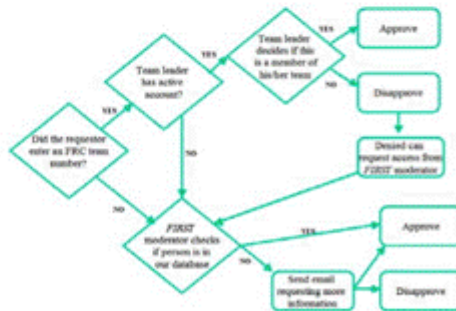 Team leader
decides if this
is a member of
his/her team
YES
Approve
NO
Disapprove
YES
Team leader
has active
account?
YES
Did the requestor
enter an FRC team
number?
NO
NO
Denied can
request access from
FIRST moderator
FIRST
moderator checks
if person is in
our database
YES
Approve
NO
Send email
requesting more
information
Disapprove